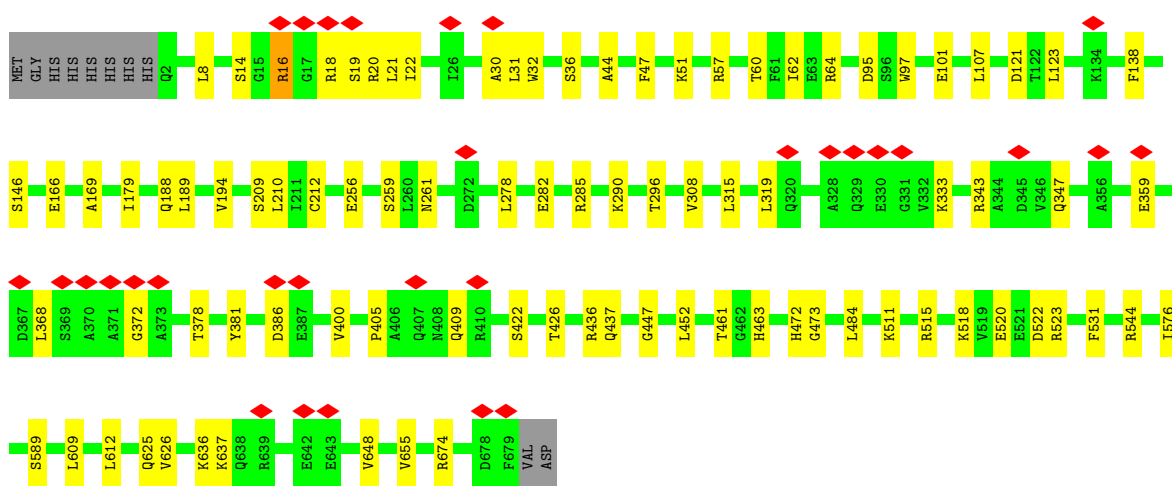 MET GLY HIS HIS HIS HIS HIS HIS Q2 L8 S14 G15 R16 G17 R18 S19 R20 L21 I22 I26 A30 L31 W32 S36 A44 F47 K51 R57 T60 F61 I62 E63 R64 D95 S96 W97 E101 L107 D121 T122 L123 K134 F138
S146 E166 A169 I179 Q188 L189 V194 S209 L210 I211 C212 E256 S259 L260 N261 D272 L278 E282 R285 K290 T296 V308 L315 L319 Q320 A328 Q329 E330 G331 V332 K333 R343 A344 D345 V346 Q347 A356 E359
D367 L368 S369 A370 A371 G372 A373 T378 Y381 D386 E387 V400 P405 A406 Q407 N408 Q409 R410 S422 T426 R436 Q437 G447 L452 T461 G462 H463 H472 G473 L484 K511 R515 K518 V519 E520 E521 D522 R523 F531 R544 I576
S589 L609 L612 Q625 V626 K636 K637 Q638 R639 E642 E643 V648 V655 R674 D678 F679 VAL ASP